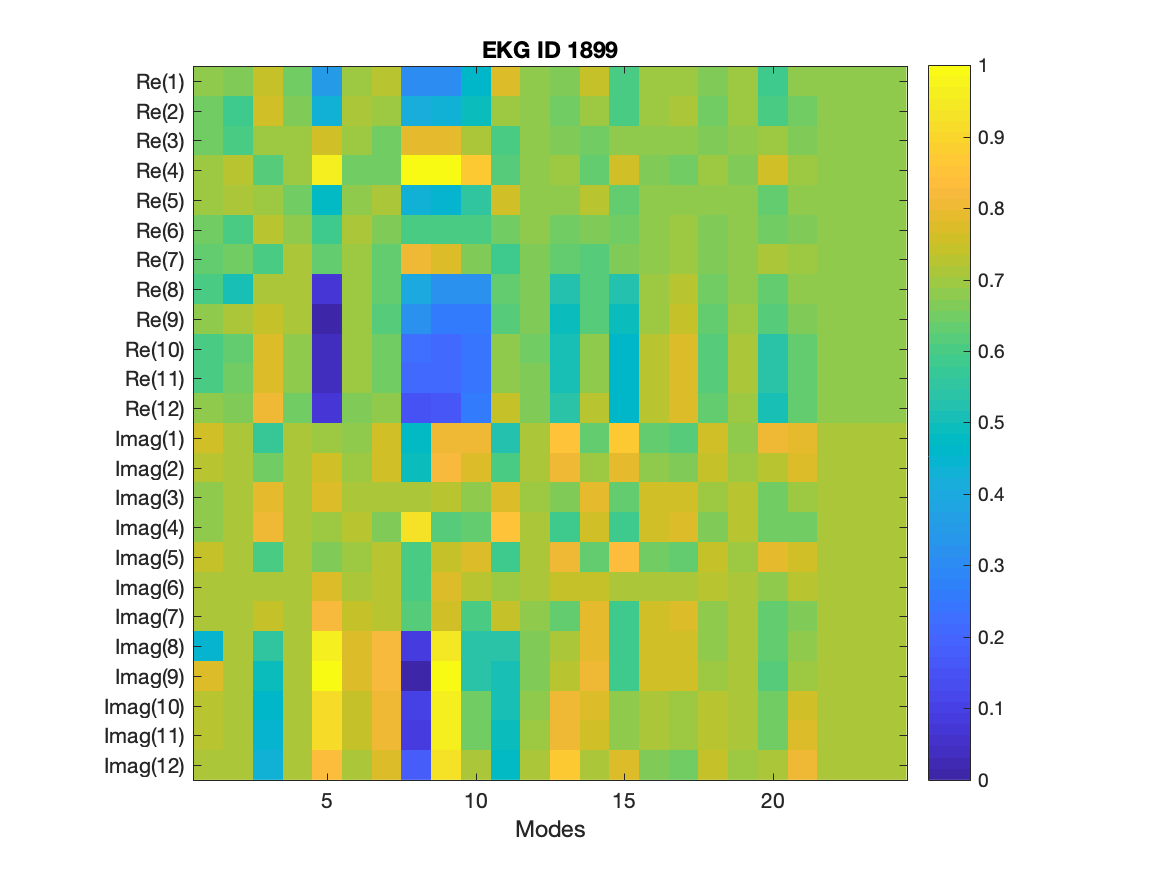 EKG ID 1899
Re(1)
Re(2)
Re(3)
Re(4)
Re(5)
Re(6)
Re(7)
Re(8)
Re(9)
Re(10)
Re(11)
Re(12)
Imag(1)
Imag(2)
Imag(3)
Imag(4)
Imag(5)
Imag(6)
Imag(7)
Imag(8)
Imag(9)
Imag(10)
Imag(11)
Imag(12)
5 10 15 20
Modes
1
0.9
0.8
0.7
0.6
0.5
0.4
0.3
0.2
0.1
0